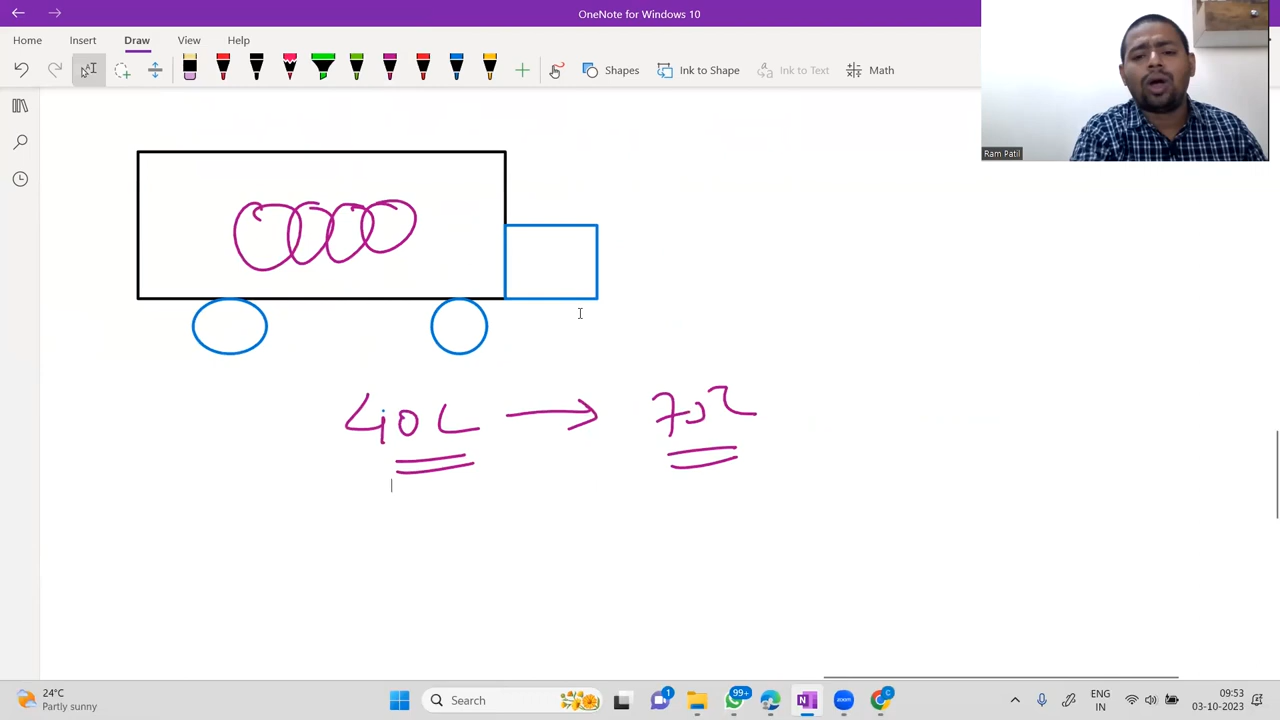 OneNote for Windows 10
Home Insert Draw View Help
Shapes Ink to Shape Ink to Text Math
Ram Patil
40L → 70L
24°C
Partly sunny
Search
1
99+
C
ENG
IN
09:53
03-10-2023